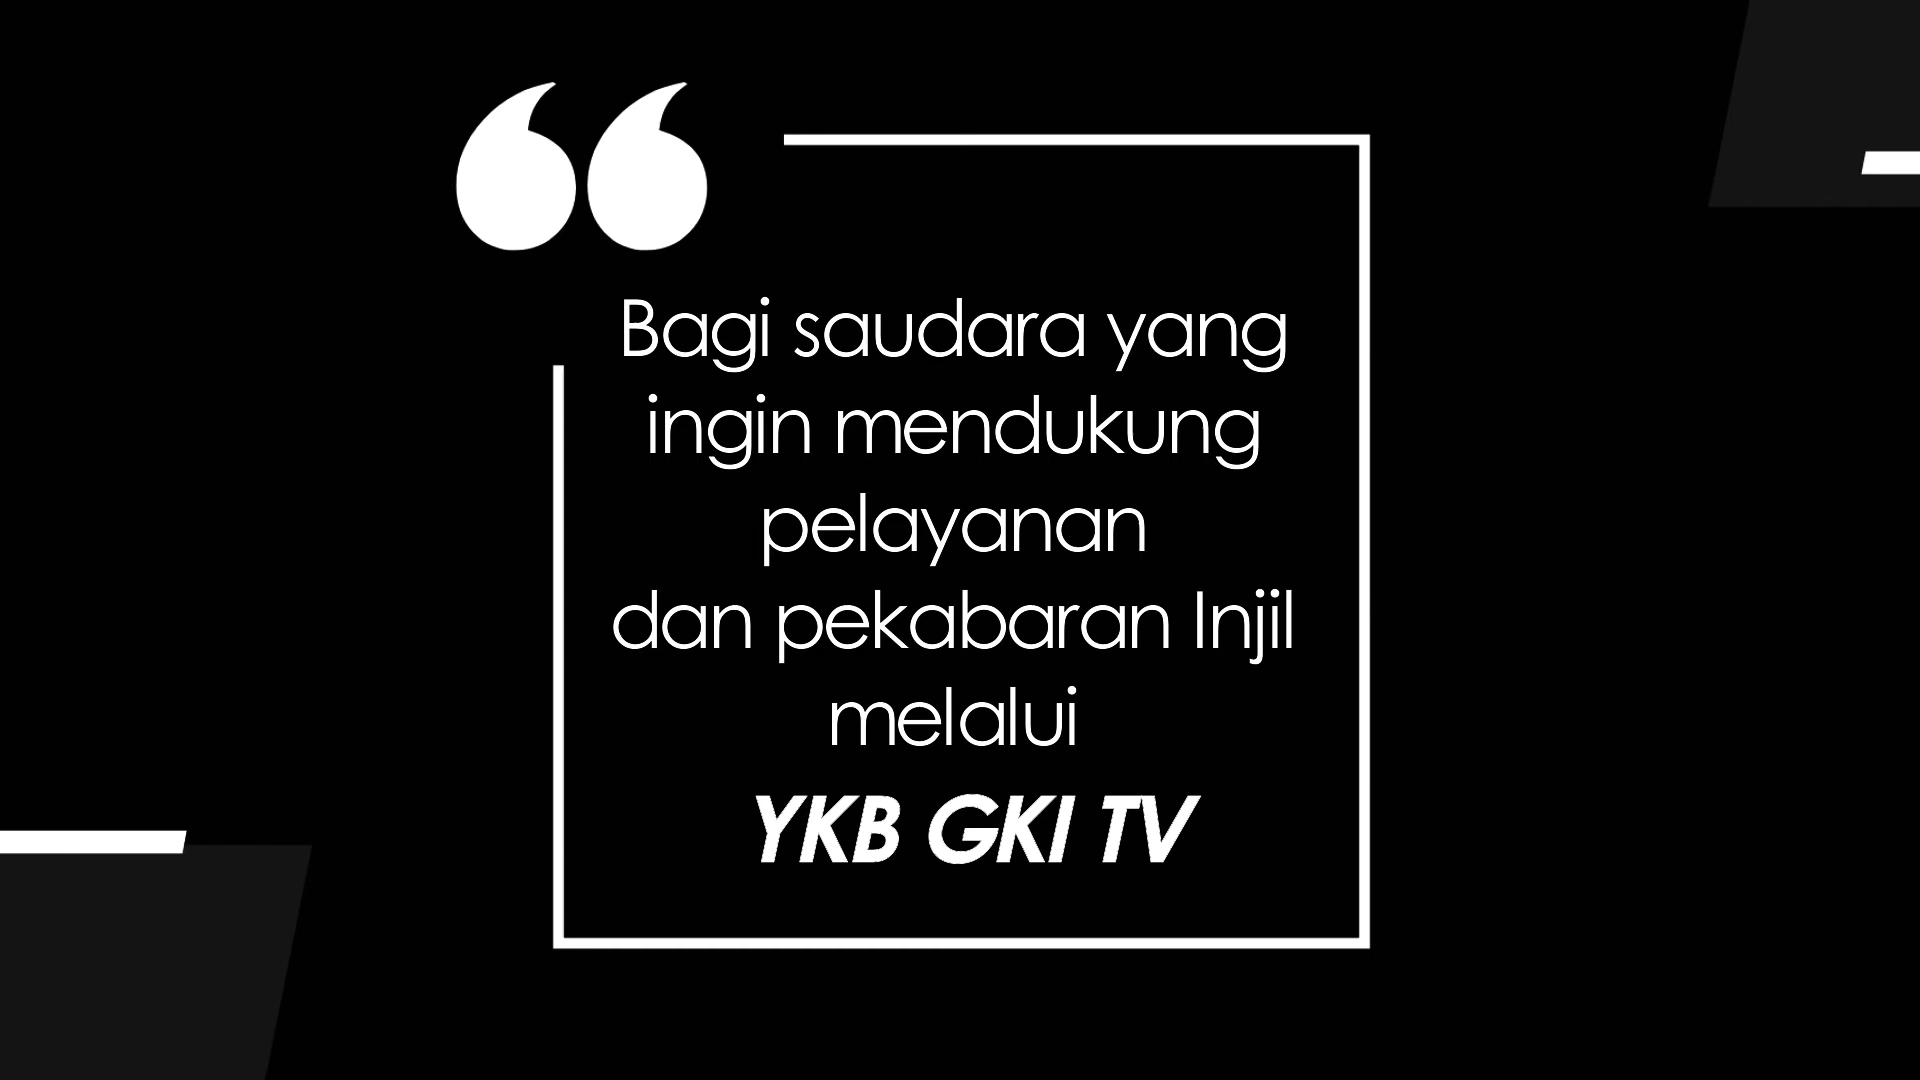 Bagi saudara yang
ingin mendukung
pelayanan
dan pekabaran Injil
melalui
YKB GKI TV